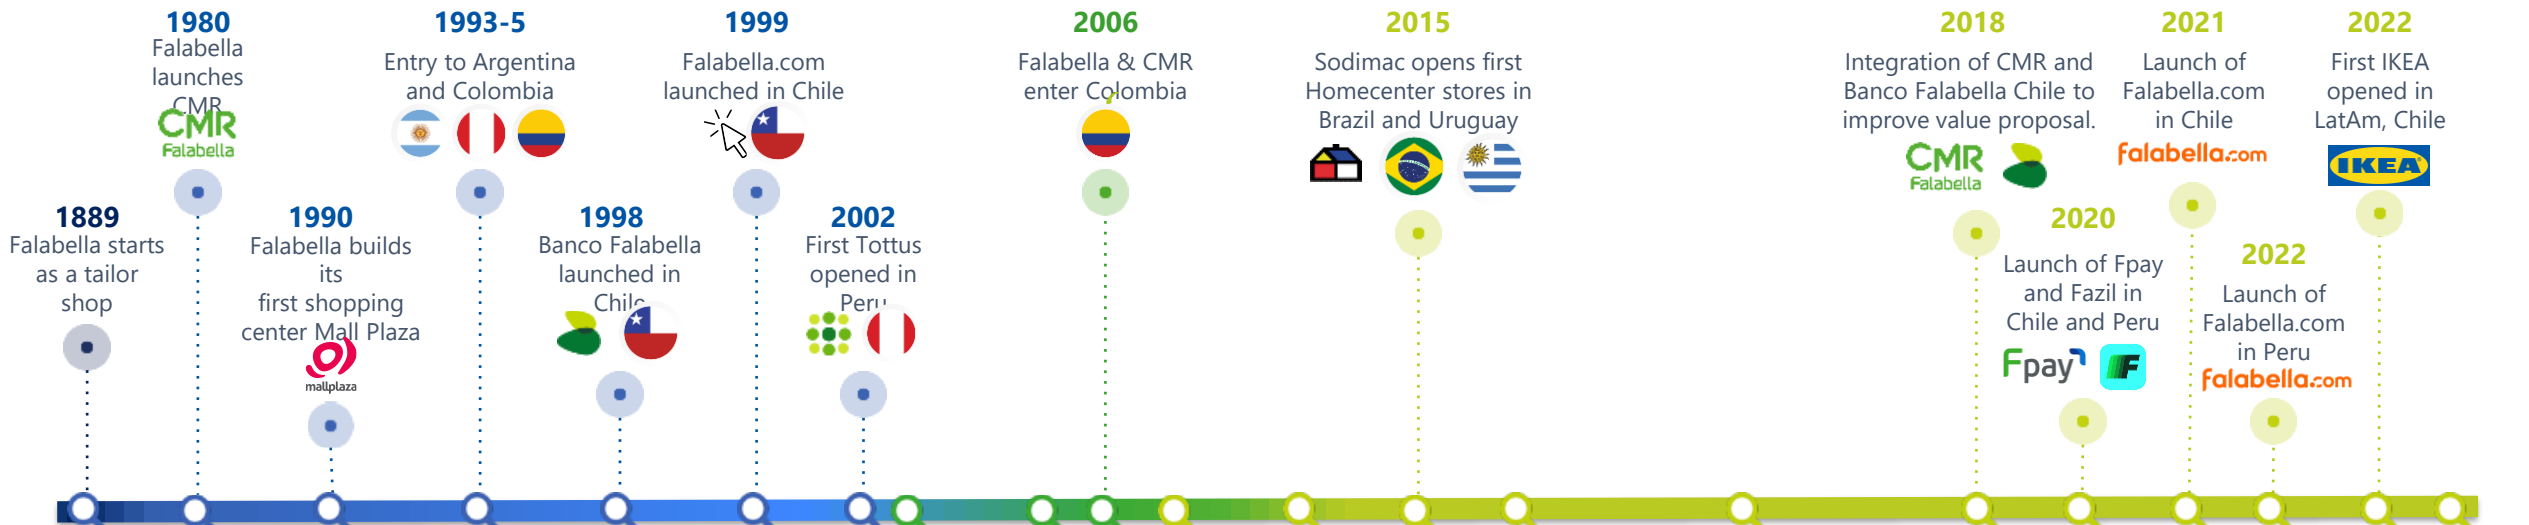 1980
Falabella
launches
CMR
CMR
Falabella
1993-5
Entry to Argentina
and Colombia
1999
Falabella.com
launched in Chile
2006
Falabella & CMR
enter Colombia
2015
Sodimac opens first
Homecenter stores in
Brazil and Uruguay
2018
Integration of CMR and
Banco Falabella Chile to
improve value proposal.
CMR
Falabella
2021
Launch of
Falabella.com
in Chile
falabella.com
2022
First IKEA
opened in
LatAm, Chile
IKEA
1889
Falabella starts
as a tailor
shop
1990
Falabella builds
its
first shopping
center Mall Plaza
mallplaza
1998
Banco Falabella
launched in
Chile
2002
First Tottus
opened in
Peru
2020
Launch of Fpay
and Fazil in
Chile and Peru
Fpay
F
2022
Launch of
Falabella.com
in Peru
falabella.com